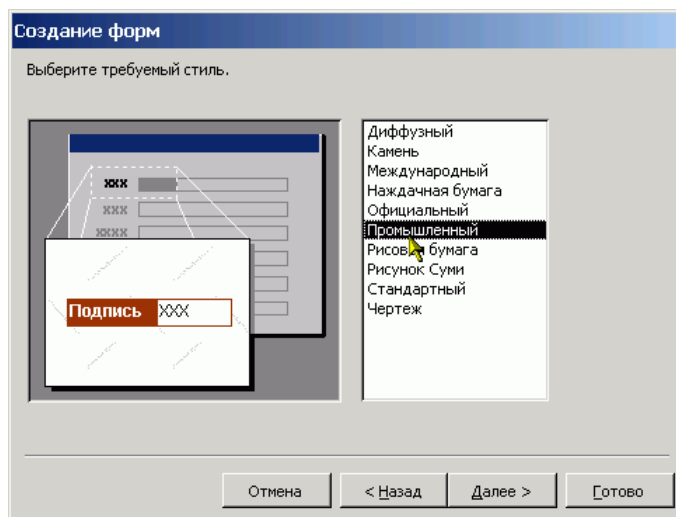 Создание форм
Выберите требуемый стиль.
xxx
xxx
xxxx
Подпись XXX
Диффузный
Камень
Международный
Наждачная бумага
Официальный
Промышленный
Рисовая бумага
Рисунок Суми
Стандартный
Чертеж
Отмена
< Назад
Далее >
Готово